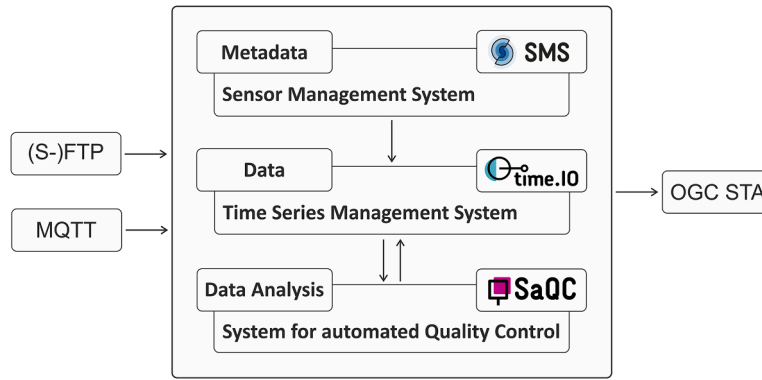 Metadata
SMS
Sensor Management System
(S-)FTP
Data
time.IO
OGC STA
MQTT
Time Series Management System
Data Analysis
SaQC
System for automated Quality Control